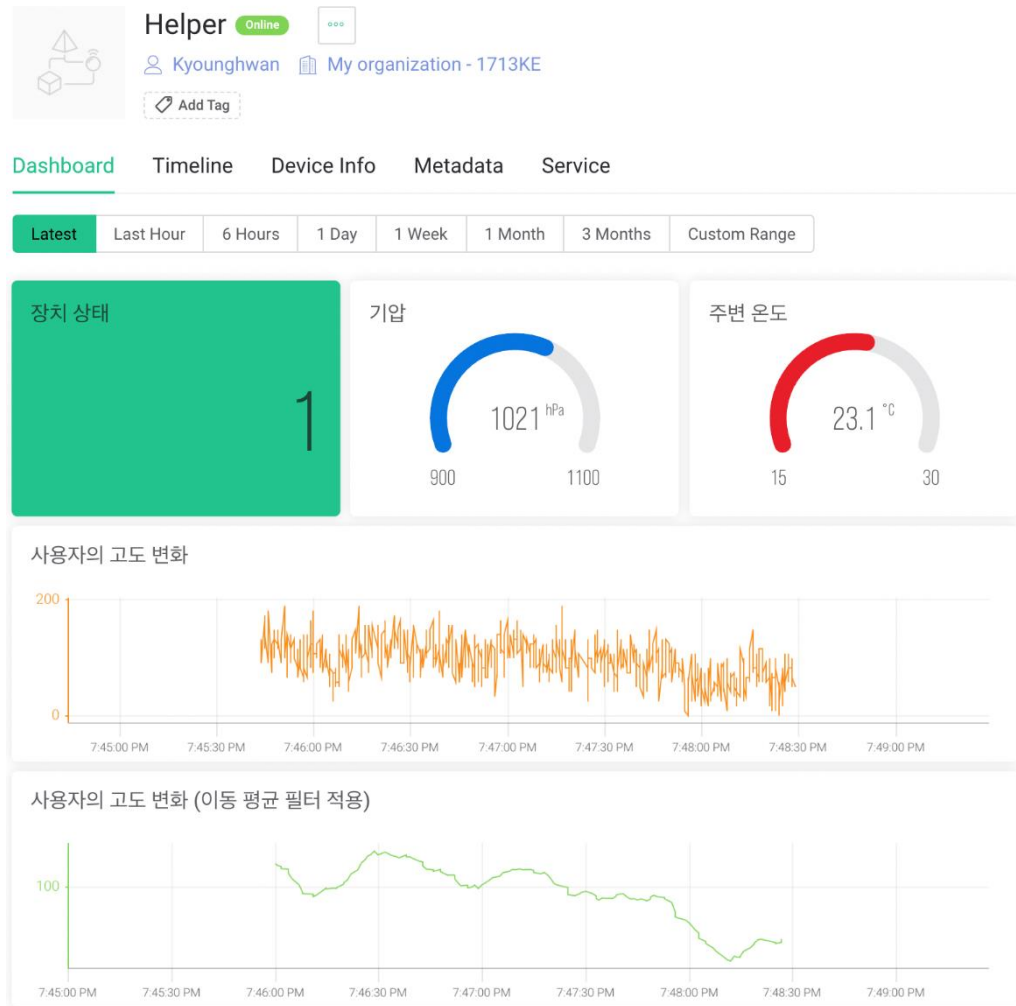 Helper Online
Kyounghwan My organization - 1713KE
Add Tag
Dashboard Timeline Device Info Metadata Service
Latest Last Hour 6 Hours 1 Day 1 Week 1 Month 3 Months Custom Range
장치 상태
1
기압
1021 hPa
900 1100
주변 온도
23.1 °C
15 30
사용자의 고도 변화
200
0
7:45:00 PM 7:45:30 PM 7:46:00 PM 7:46:30 PM 7:47:00 PM 7:47:30 PM 7:48:00 PM 7:48:30 PM 7:49:00 PM
사용자의 고도 변화 (이동 평균 필터 적용)
100
7:45:00 PM 7:45:30 PM 7:46:00 PM 7:46:30 PM 7:47:00 PM 7:47:30 PM 7:48:00 PM 7:48:30 PM 7:49:00 PM